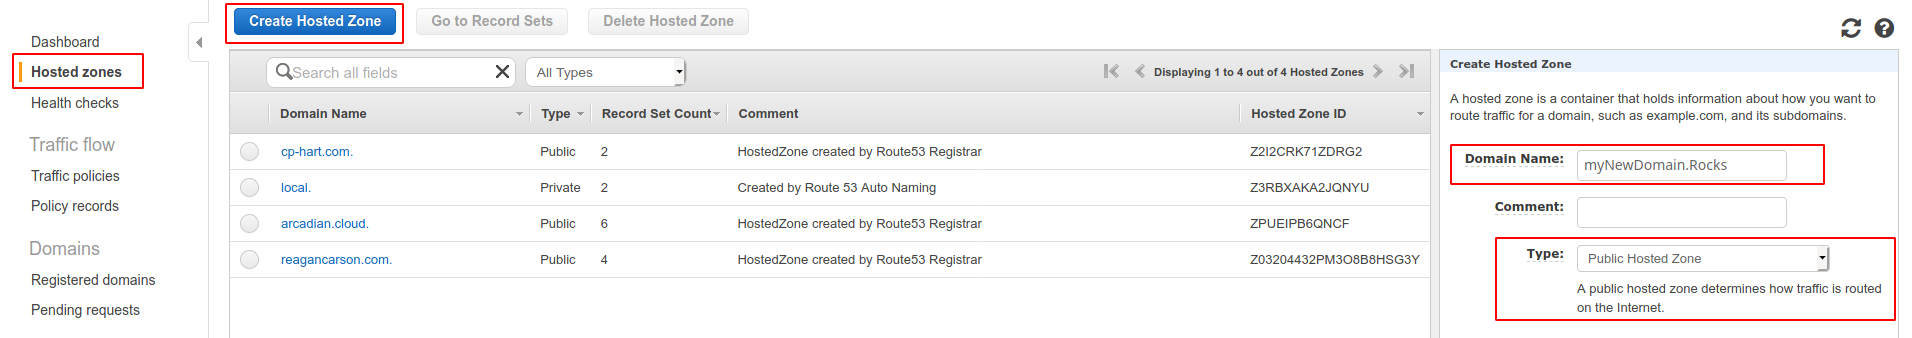 Dashboard
Hosted zones
Health checks
Traffic flow
Traffic policies
Policy records
Domains
Registered domains
Pending requests
Create Hosted Zone Go to Record Sets Delete Hosted Zone
Search all fields All Types Displaying 1 to 4 out of 4 Hosted Zones
Domain Name Type Record Set Count Comment Hosted Zone ID
cp-hart.com. Public 2 HostedZone created by Route53 Registrar Z2I2CRK71ZDRG2
local. Private 2 Created by Route 53 Auto Naming Z3RBXAKA2JQNYU
arcadian.cloud. Public 6 HostedZone created by Route53 Registrar ZPUEIPB6QNCF
reagancarson.com. Public 4 HostedZone created by Route53 Registrar Z03204432PM3O8B8HSG3Y
Create Hosted Zone
A hosted zone is a container that holds information about how you want to
route traffic for a domain, such as example.com, and its subdomains.
Domain Name: myNewDomain.Rocks
Comment:
Type: Public Hosted Zone
A public hosted zone determines how traffic is routed
on the Internet.